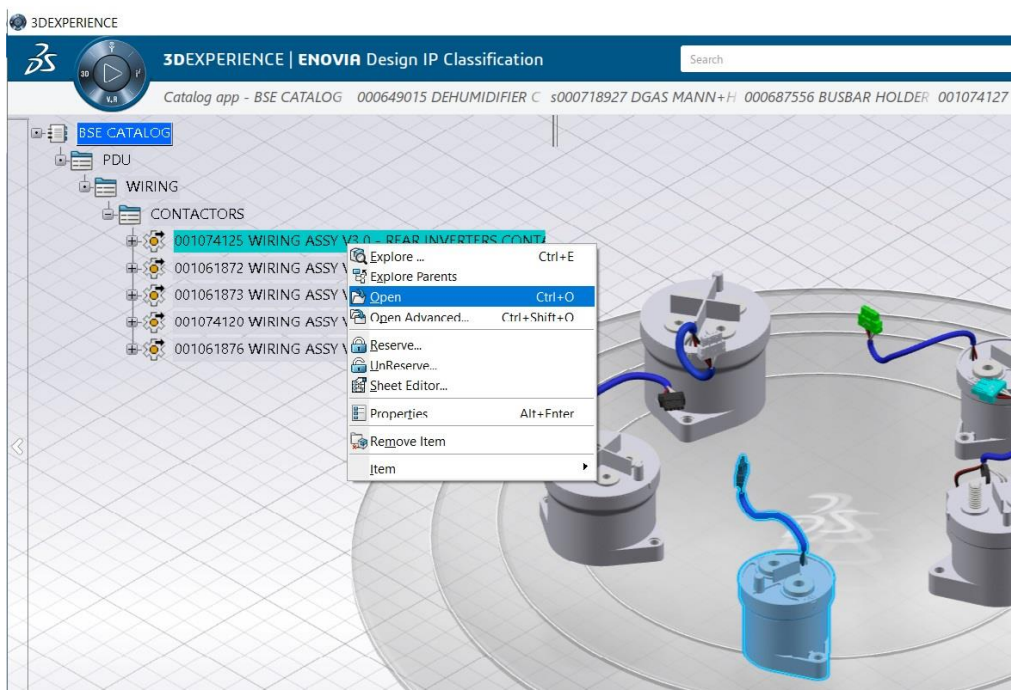 3DEXPERIENCE
3DEXPERIENCE | ENOVIA Design IP Classification
Search
3D
V.R
Catalog app - BSE CATALOG 000649015 DEHUMIDIFIER C s000718927 DGAS MANN+H 000687556 BUSBAR HOLDER 001074127
BSE CATALOG
PDU
WIRING
CONTACTORS
001074125 WIRING ASSY V3.0 - REAR INVERTERS CONTA
001061872 WIRING ASSY V
001061873 WIRING ASSY V
001074120 WIRING ASSY V
001061876 WIRING ASSY V
Explore ... Ctrl+E
Explore Parents
Open Ctrl+O
Open Advanced... Ctrl+Shift+O
Reserve...
UnReserve...
Sheet Editor...
Properties Alt+Enter
Remove Item
Item